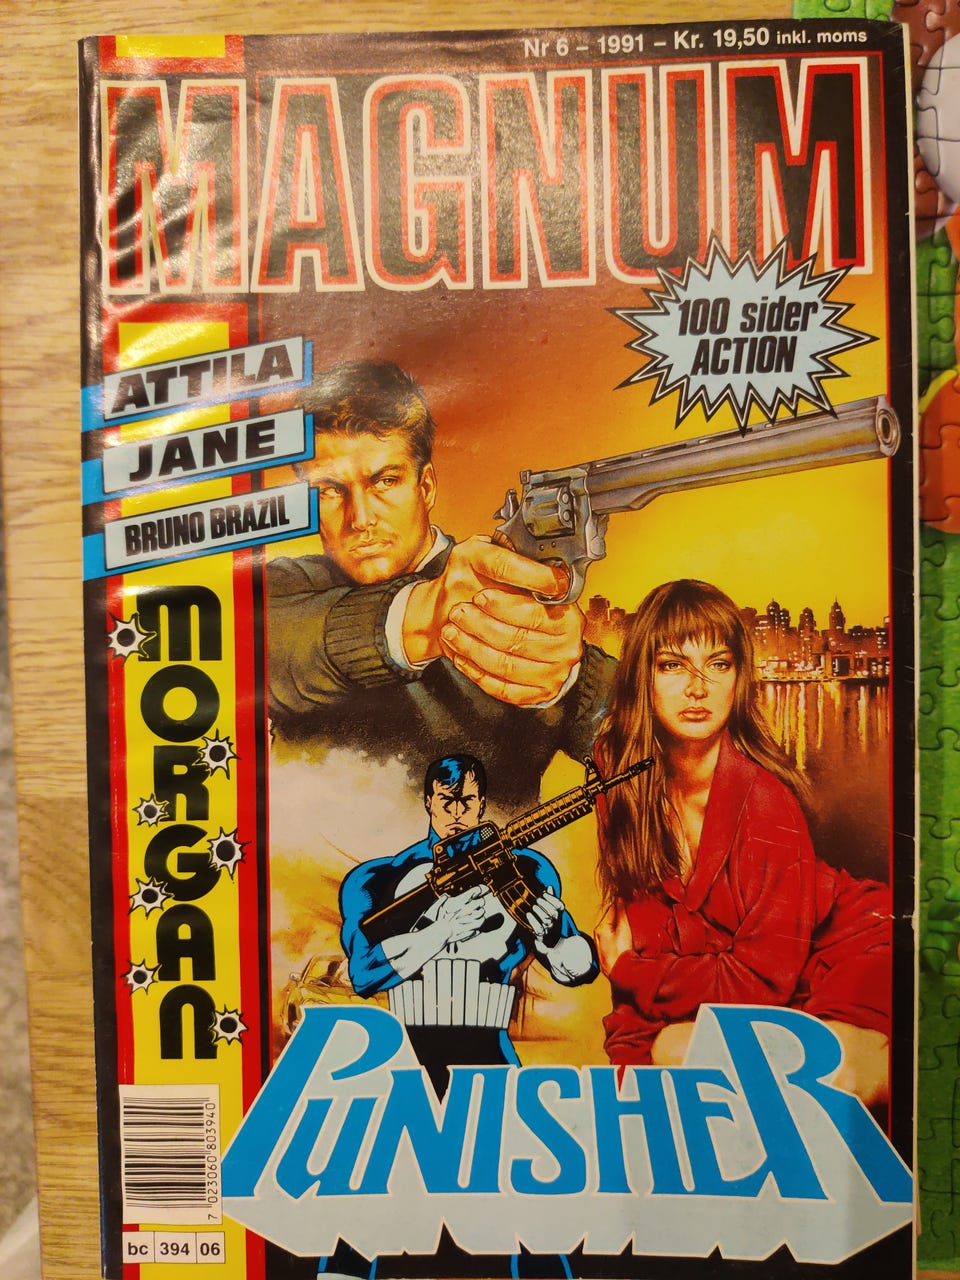 Nr 6 – 1991 – Kr. 19,50 inkl. moms
MAGNUM
100 sider
ACTION
ATTILA
JANE
BRUNO BRAZIL
MORGAN
PUNISHER
7 023060 803940
bc 394 06